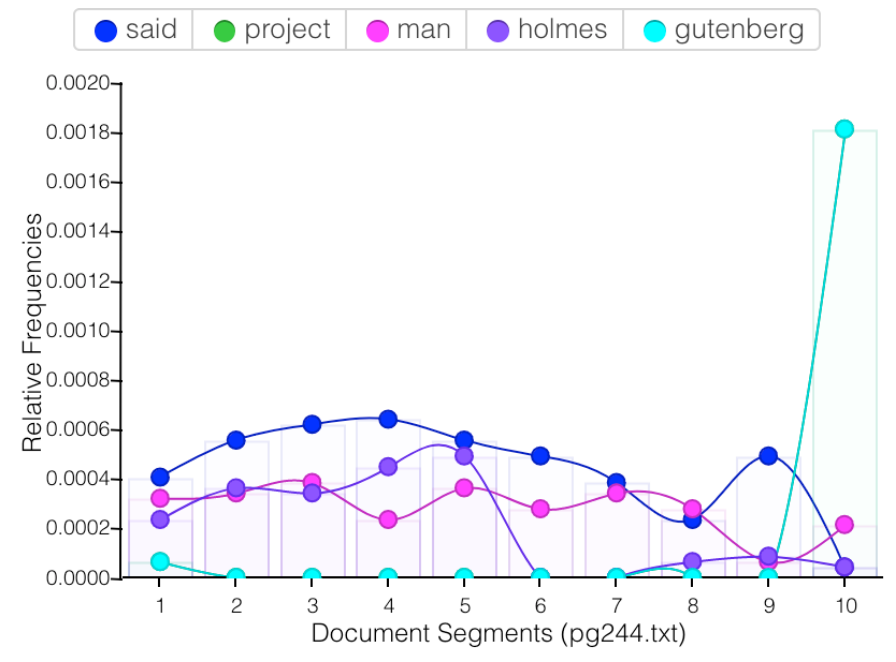 said project man holmes gutenberg
0.0020
0.0018
0.0016
0.0014
0.0012
0.0010
0.0008
0.0006
0.0004
0.0002
0.0000
Relative Frequencies
1 2 3 4 5 6 7 8 9 10
Document Segments (pg244.txt)